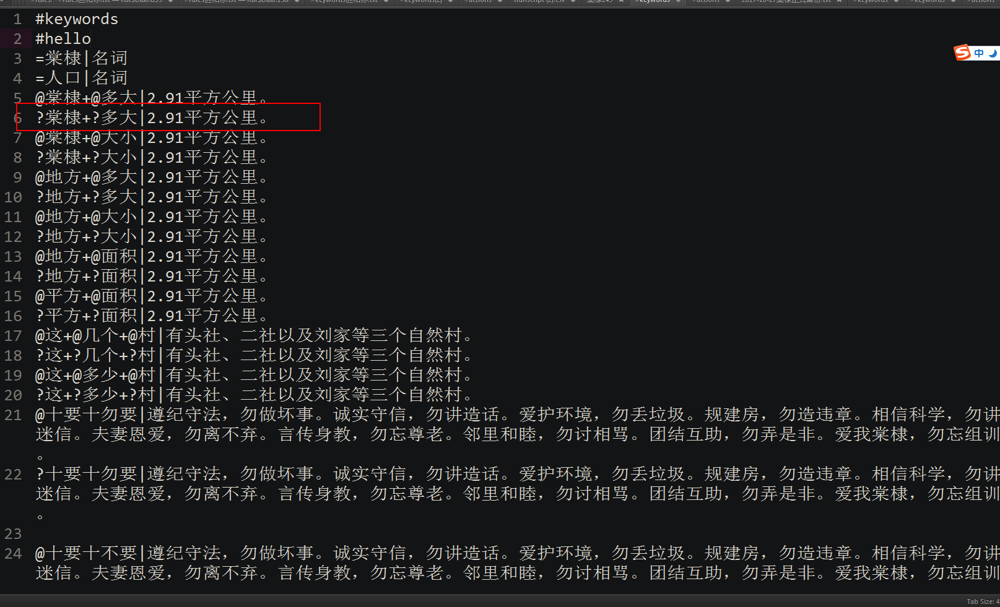 #keywords
#hello
=棠棣|名词
=人口|名词
@棠棣+@多大|2.91平方公里。
?棠棣+?多大|2.91平方公里。
@棠棣+@大小|2.91平方公里。
?棠棣+?大小|2.91平方公里。
@地方+@多大|2.91平方公里。
?地方+?多大|2.91平方公里。
@地方+@大小|2.91平方公里。
?地方+?大小|2.91平方公里。
@地方+@面积|2.91平方公里。
?地方+?面积|2.91平方公里。
@平方+@面积|2.91平方公里。
?平方+?面积|2.91平方公里。
@这+@几个+@村|有头社、二社以及刘家等三个自然村。
?这+?几个+?村|有头社、二社以及刘家等三个自然村。
@这+@多少+@村|有头社、二社以及刘家等三个自然村。
?这+?多少+?村|有头社、二社以及刘家等三个自然村。
@十要十勿要|遵纪守法，勿做坏事。诚实守信，勿讲造话。爱护环境，勿丢垃圾。规建房，勿造违章。相信科学，勿讲
迷信。夫妻恩爱，勿离不弃。言传身教，勿忘尊老。邻里和睦，勿讨相骂。团结互助，勿弄是非。爱我棠棣，勿忘组训
。
?十要十勿要|遵纪守法，勿做坏事。诚实守信，勿讲造话。爱护环境，勿丢垃圾。规建房，勿造违章。相信科学，勿讲
迷信。夫妻恩爱，勿离不弃。言传身教，勿忘尊老。邻里和睦，勿讨相骂。团结互助，勿弄是非。爱我棠棣，勿忘组训
。
@十要十不要|遵纪守法，勿做坏事。诚实守信，勿讲造话。爱护环境，勿丢垃圾。规建房，勿造违章。相信科学，勿讲
迷信。夫妻恩爱，勿离不弃。言传身教，勿忘尊老。邻里和睦，勿讨相骂。团结互助，勿弄是非。爱我棠棣，勿忘组训
中
Tab Size: 4